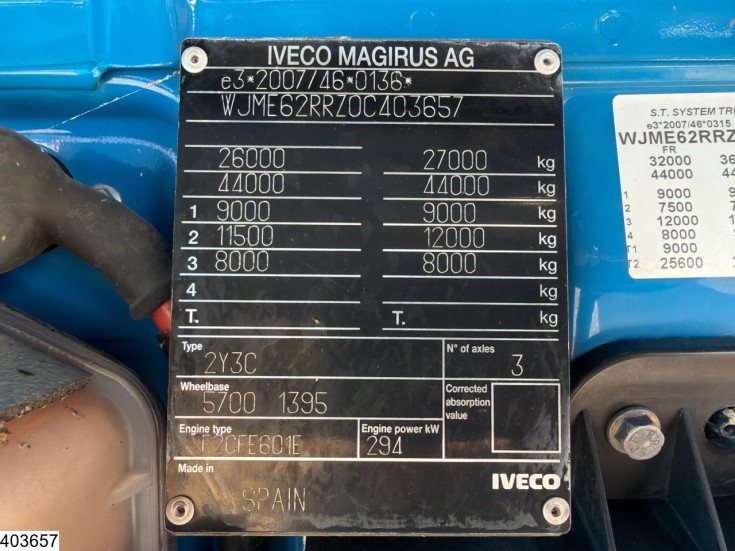 IVECO MAGIRUS AG
e3*2007/46*0136*
WJME62RRZ0C403657
26000 27000 kg
44000 44000 kg
1 9000 9000 kg
2 11500 12000 kg
3 8000 8000 kg
4 kg
T. T. kg
Type
2Y3C
N° of axles
3
Wheelbase
5700 1395
Corrected
absorption
value
Engine type
F2CFE601E
Engine power kW
294
Made in
SPAIN
IVECO
S.T. SYSTEM
e3*2007/46*0315
FR
32000
44000
1 9000
2 7500
3 12000
4 8000
T1 9000
T2 25600
403657